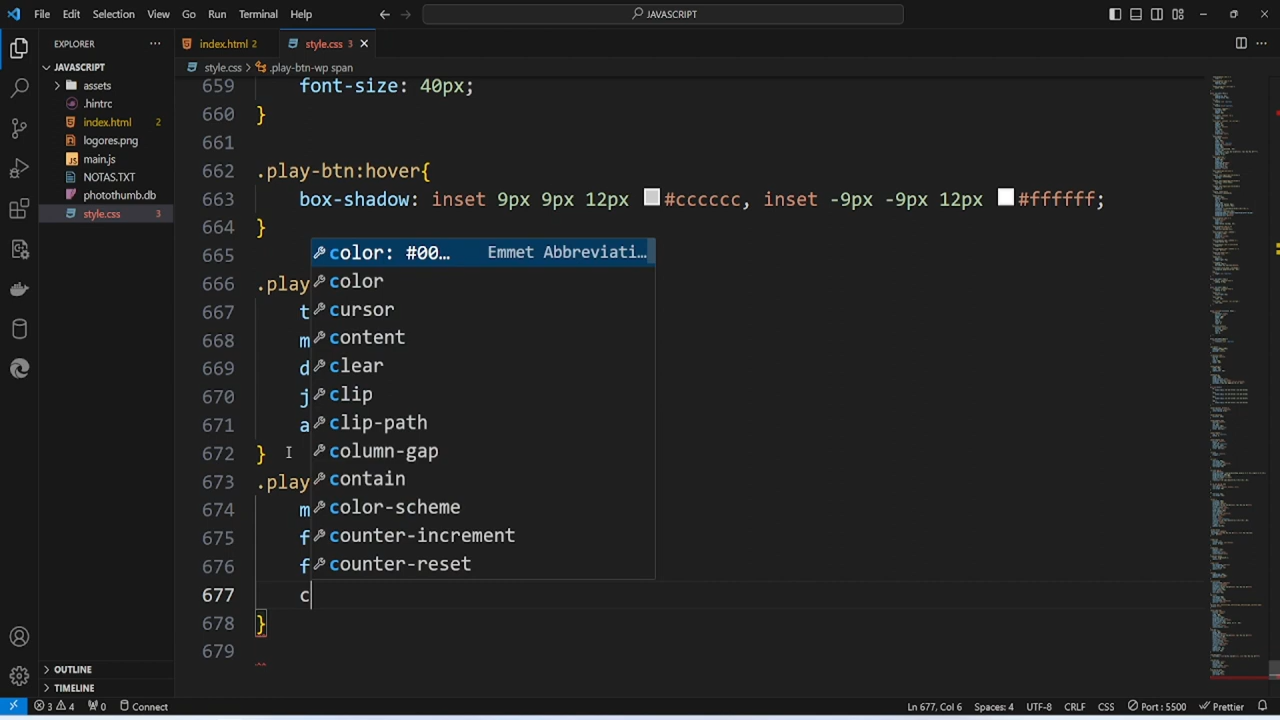 File Edit Selection View Go Run Terminal Help
JAVASCRIPT
EXPLORER ...
index.html 2
style.css 3
JAVASCRIPT
style.css > .play-btn-wp span
assets
.hintrc
index.html 2
logores.png
main.js
NOTAS.TXT
photothumb.db
style.css 3
659 font-size: 40px;
660 }
661
662 .play-btn:hover{
663 box-shadow: inset 9px 9px 12px #cccccc, inset -9px -9px 12px #ffffff;
664 }
665
666 .play
667 t
668 m
669 d
670 j
671 a
672 }
673 .play
674 m
675 f
676 f
677 c
678 }
679
color: #00... Emmet Abbreviati...
color
cursor
content
clear
clip
clip-path
column-gap
contain
color-scheme
counter-increment
counter-reset
OUTLINE
TIMELINE
3 4 0 Connect Ln 677, Col 6 Spaces: 4 UTF-8 CRLF CSS Port : 5500 Prettier